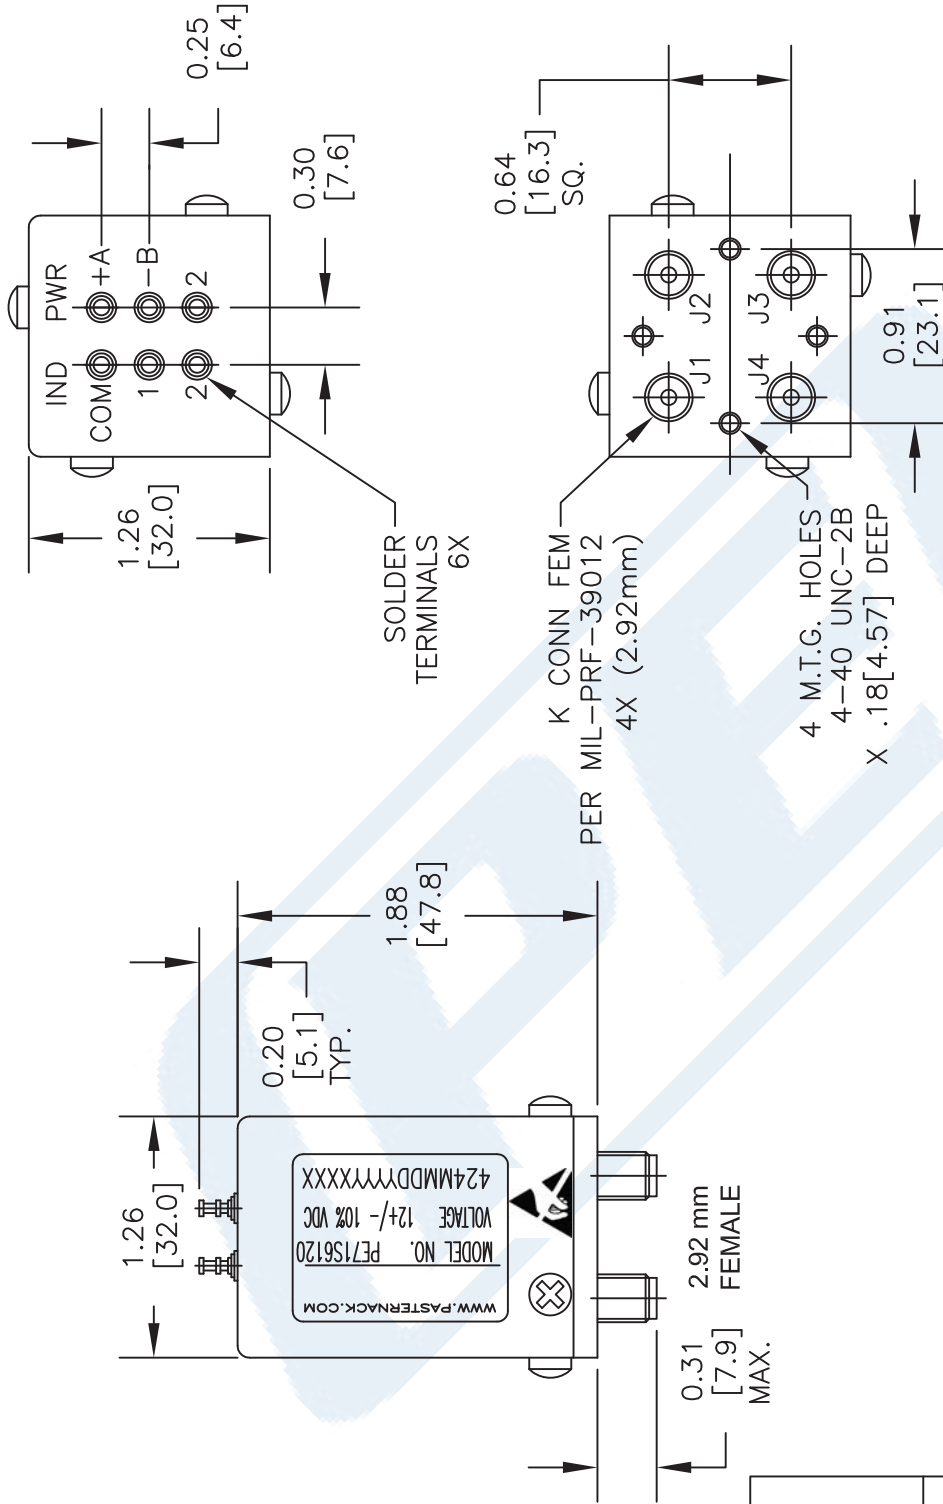 0.25
[6.4]
0.30
[7.6]
IND PWR
COM +A
1 -B
2 2
1.26
[32.0]
SOLDER
TERMINALS
6X
0.64
[16.3]
SQ.
J1 J2
J4 J3
0.91
[23.1]
K CONN FEM
PER MIL-PRF-39012
4X (2.92mm)
4 M.T.G. HOLES
4-40 UNC-2B
X .18[4.57] DEEP
1.88
[47.8]
0.20
[5.1]
TYP.
1.26
[32.0]
WWW.PASTERNACK.COM
MODEL NO. PE71S6120
VOLTAGE 12+/- 10% VDC
424MMDDYYYYXXXX
2.92 mm
FEMALE
0.31
[7.9]
MAX.